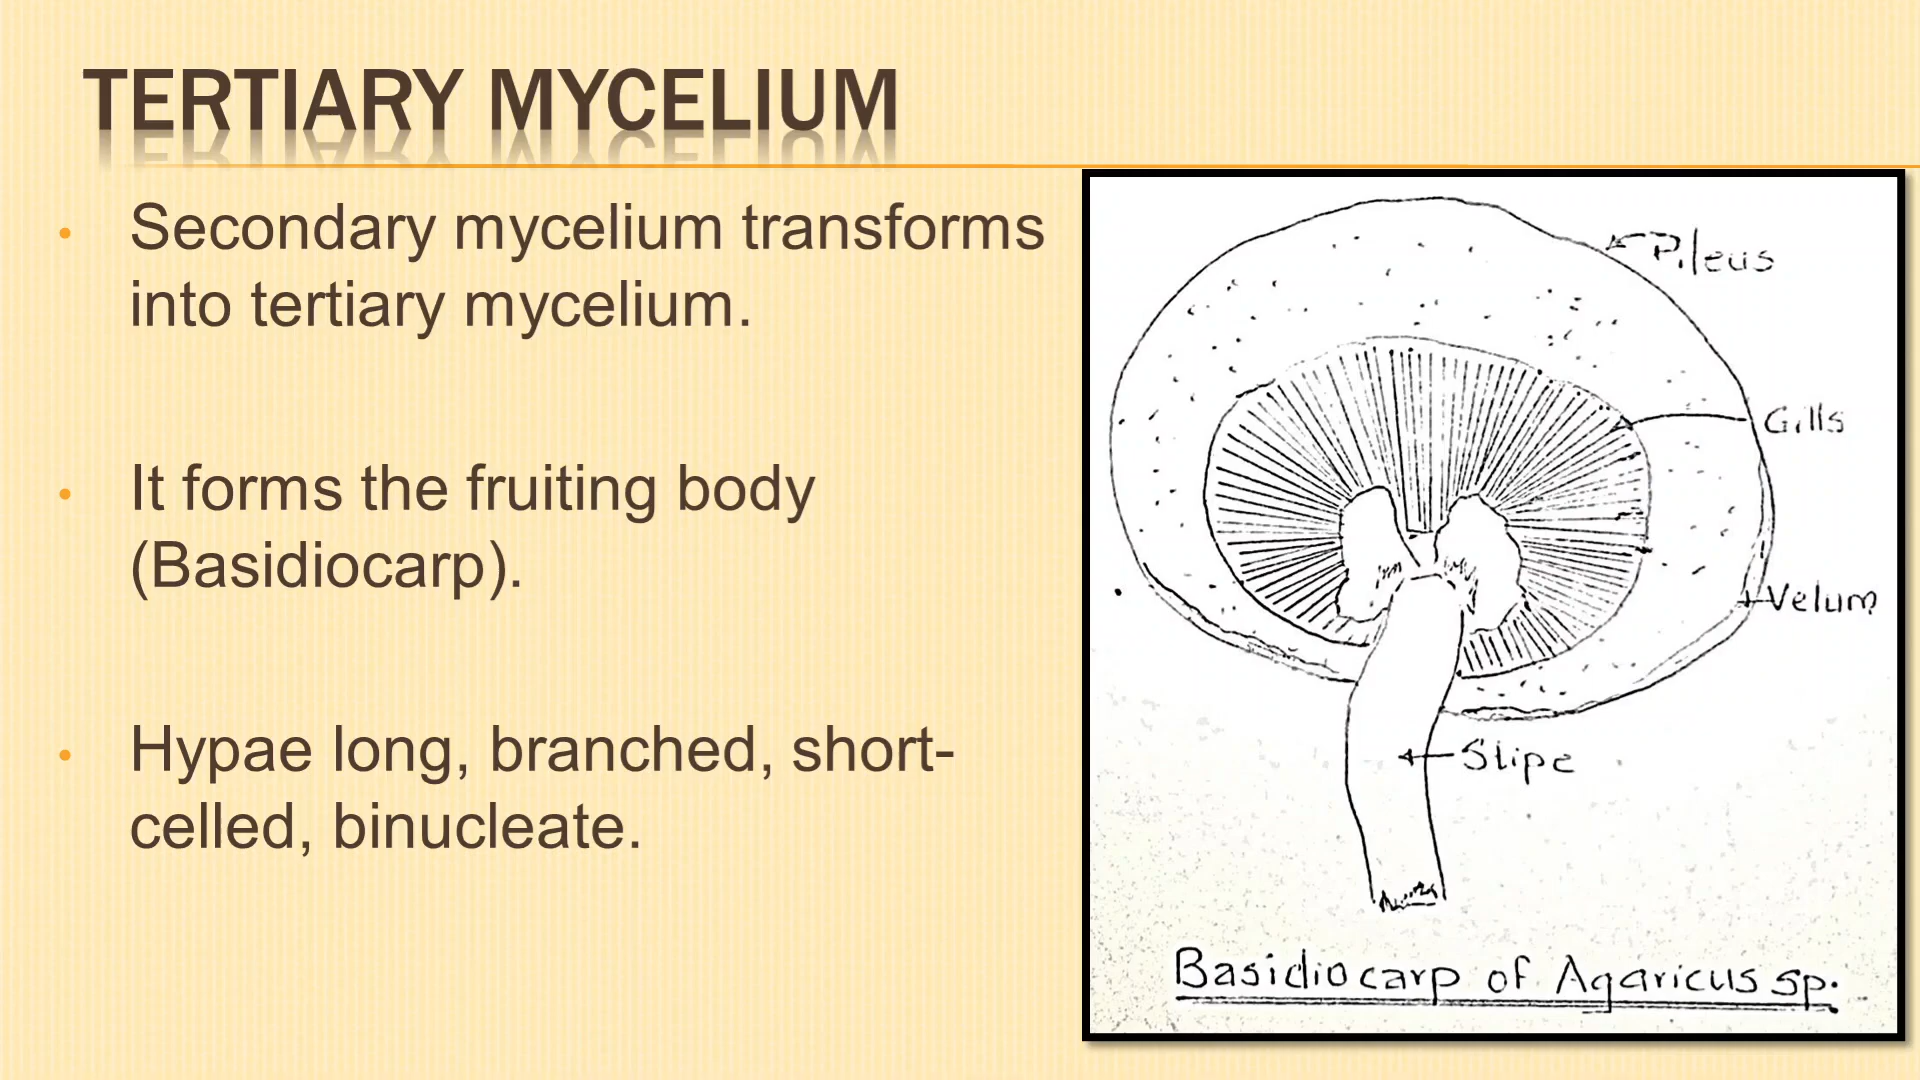 TERTIARY MYCELIUM
• Secondary mycelium transforms
into tertiary mycelium.
• It forms the fruiting body
(Basidiocarp).
• Hypae long, branched, short-
celled, binucleate.
Pileus
Gills
Velum
Stipe
Basidiocarp of Agaricus sp.